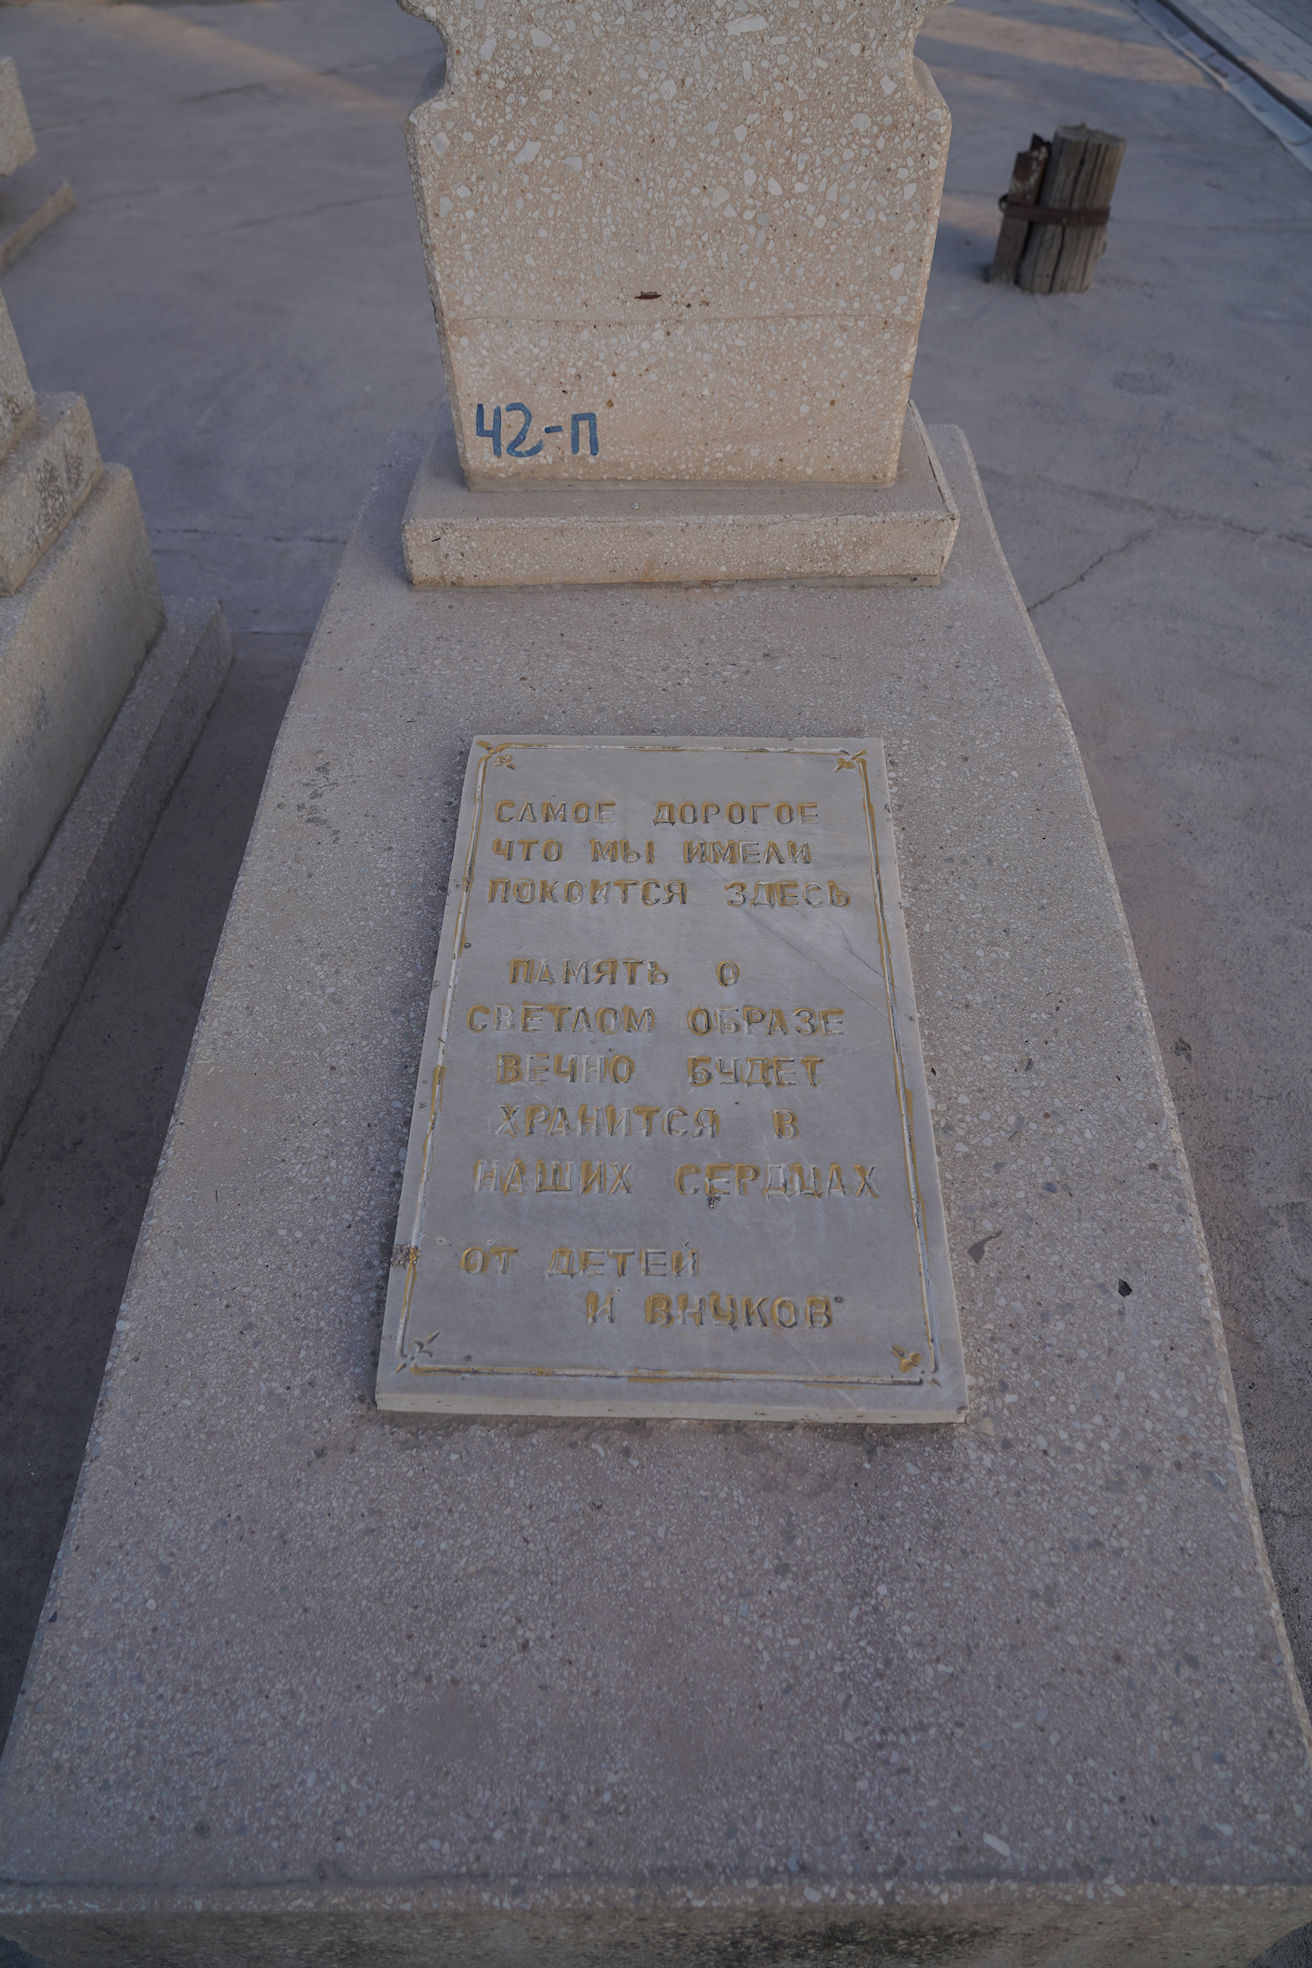 42-П
САМОЕ ДОРОГОЕ
ЧТО МЫ ИМЕЛИ
ПОКОИТСЯ ЗДЕСЬ
ПАМЯТЬ О
СВЕТЛОМ ОБРАЗЕ
ВЕЧНО БУДЕТ
ХРАНИТСЯ В
НАШИХ СЕРДЦАХ
ОТ ДЕТЕЙ
И ВНУКОВ